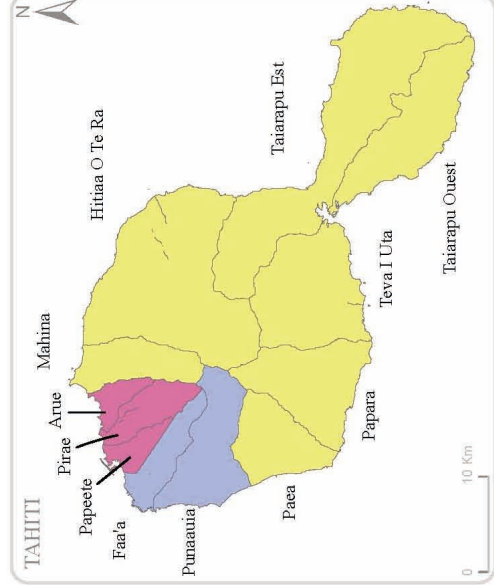 TAHITI
N
Arue
Pirae
Papeete
Faa'a
Punaauia
Paea
Papara
Mahina
Hitiaa O Te Ra
Taiarapu Est
Teva I Uta
Taiarapu Ouest
0 10 Km